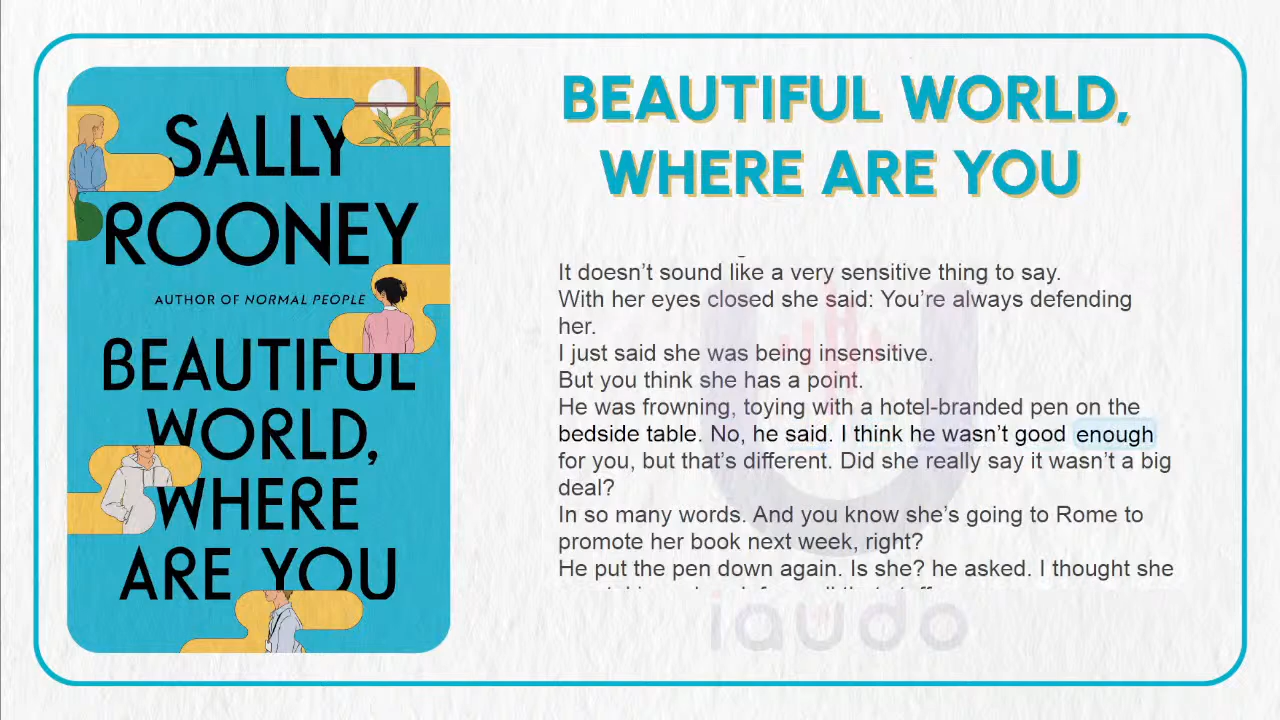 SALLY
ROONEY
AUTHOR OF NORMAL PEOPLE
BEAUTIFUL
WORLD,
WHERE
ARE YOU
BEAUTIFUL WORLD,
WHERE ARE YOU
It doesn’t sound like a very sensitive thing to say.
With her eyes closed she said: You’re always defending
her.
I just said she was being insensitive.
But you think she has a point.
He was frowning, toying with a hotel-branded pen on the
bedside table. No, he said. I think he wasn’t good enough
for you, but that’s different. Did she really say it wasn’t a big
deal?
In so many words. And you know she’s going to Rome to
promote her book next week, right?
He put the pen down again. Is she? he asked. I thought she
iaudo